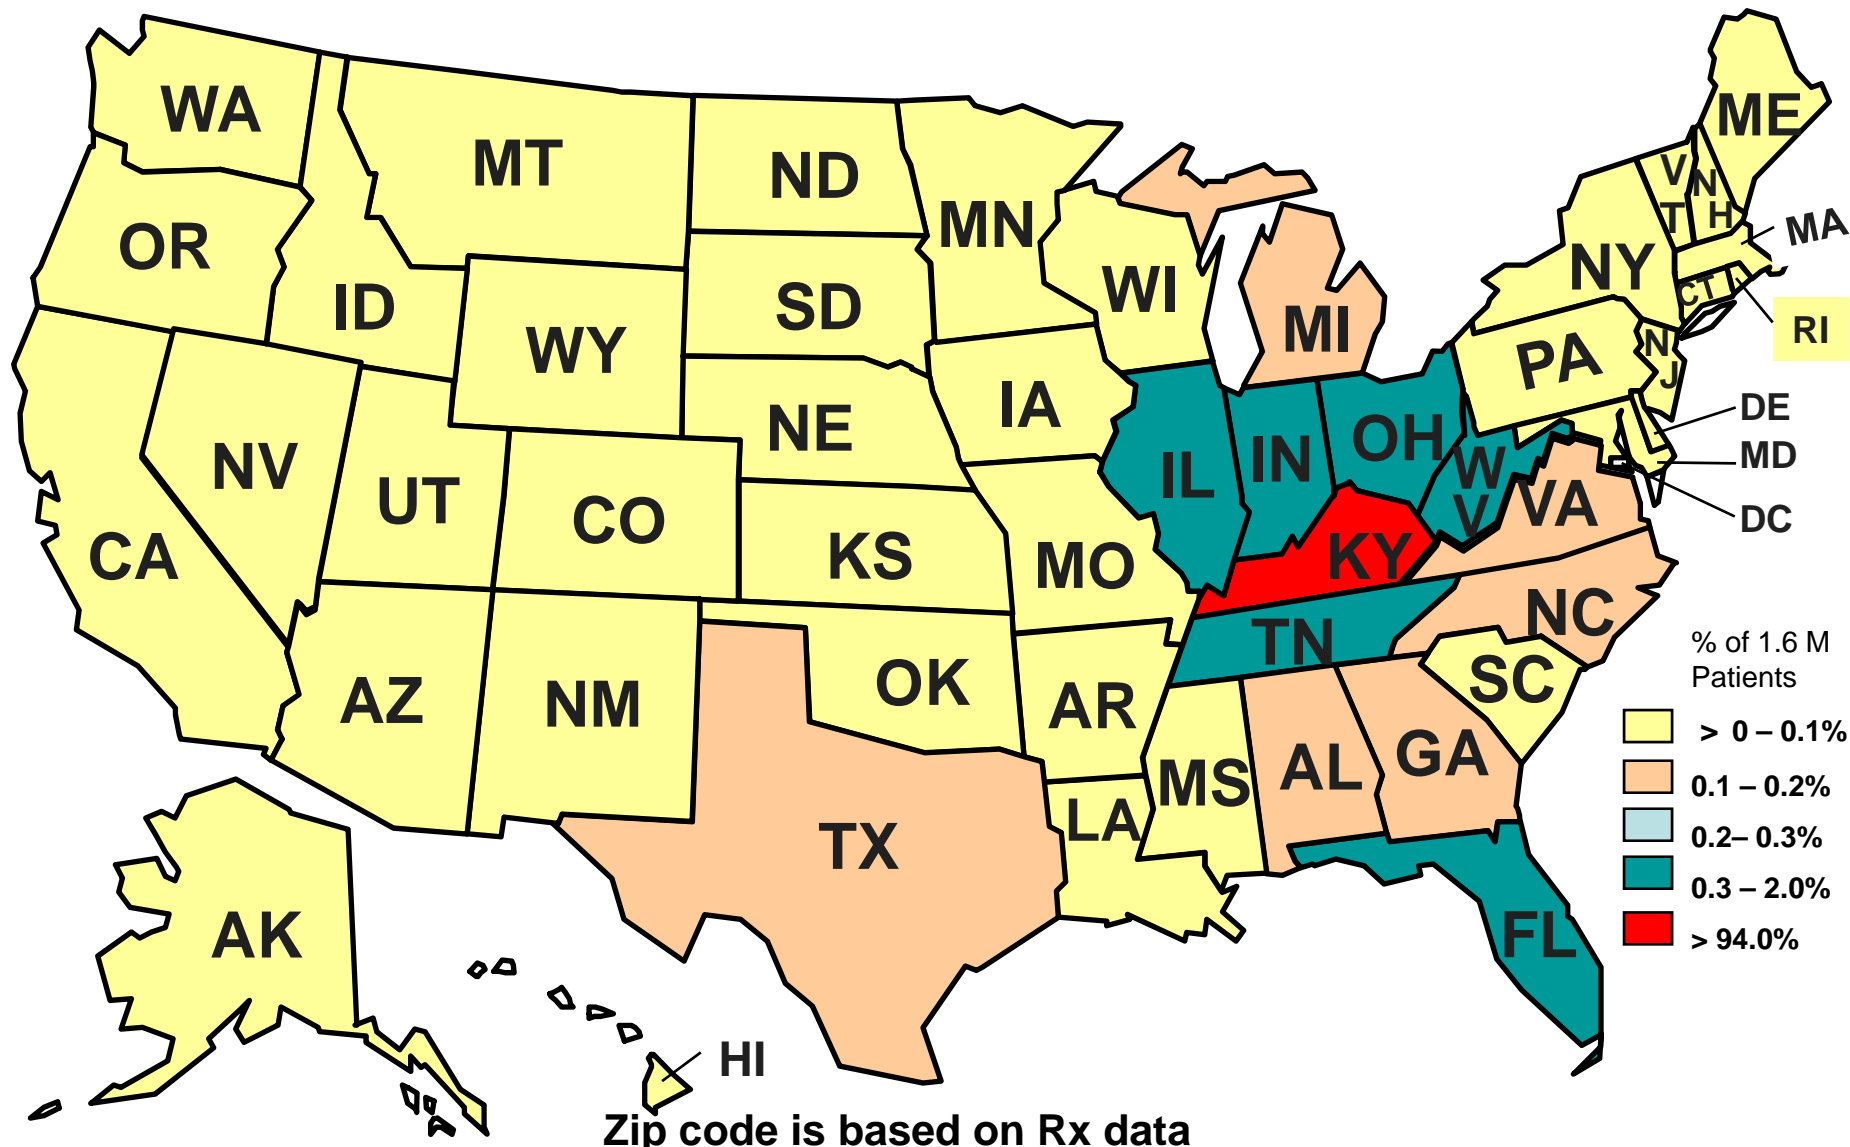 WA
MT
ND
MN
ME
V
T
N
H
MA
OR
ID
SD
WI
NY
CT
RI
WY
MI
PA
N
J
NE
IA
DE
MD
DC
NV
UT
CO
KS
IL
IN
OH
W
V
VA
CA
MO
KY
AZ
NM
OK
AR
TN
NC
SC
TX
LA
MS
AL
GA
FL
AK
HI
% of 1.6 M
Patients
> 0 – 0.1%
0.1 – 0.2%
0.2– 0.3%
0.3 – 2.0%
> 94.0%
Zip code is based on Rx data